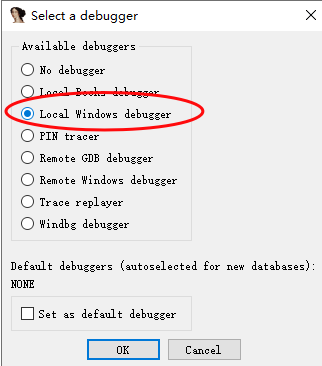 Select a debugger
Available debuggers
No debugger
Local Bochs debugger
Local Windows debugger
PIN tracer
Remote GDB debugger
Remote Windows debugger
Trace replayer
Windbg debugger
Default debuggers (autoselected for new databases):
NONE
Set as default debugger
OK
Cancel